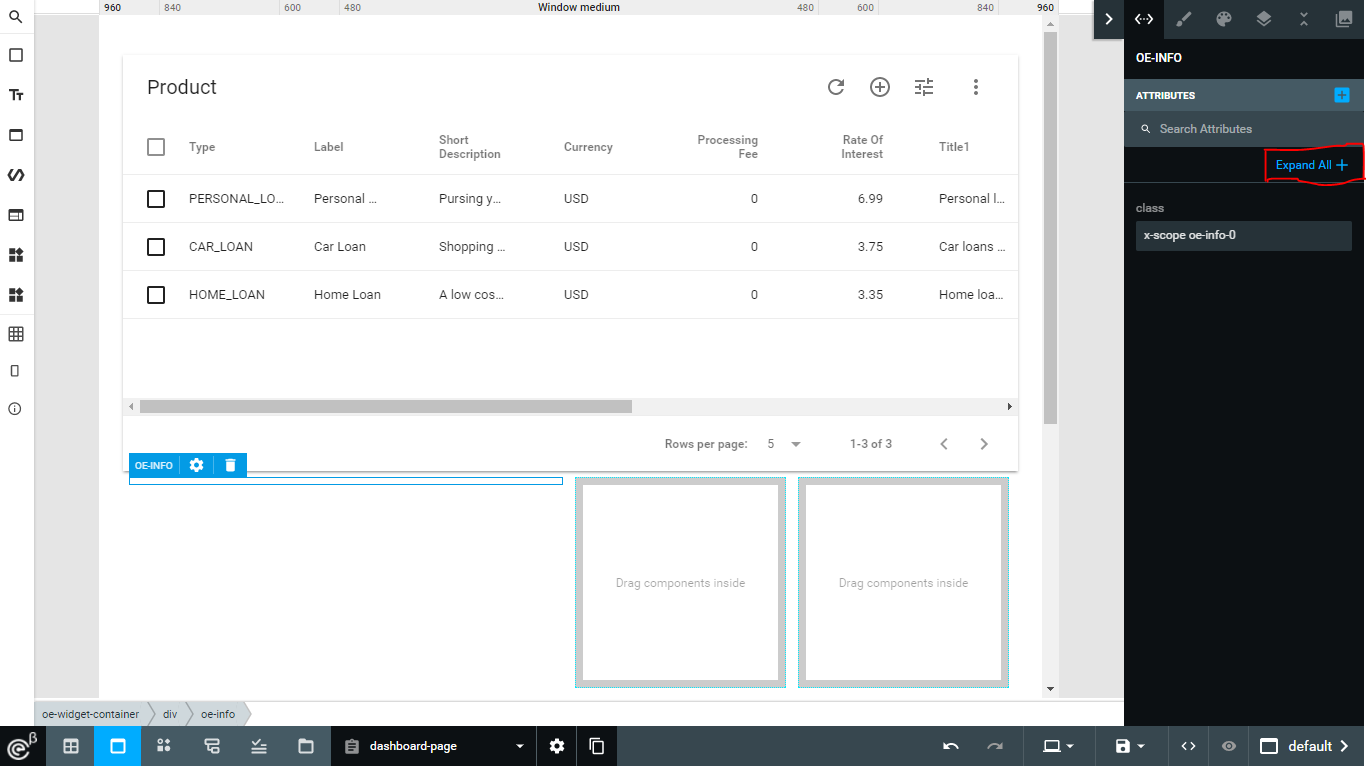 960 840 600 480 Window medium 480 600 840 960
OE-INFO
ATTRIBUTES
Search Attributes
Expand All
class
x-scope oe-info-0
Product
Type Label Short Description Currency Processing Fee Rate Of Interest Title1
PERSONAL_LO... Personal ... Pursing y... USD 0 6.99 Personal l...
CAR_LOAN Car Loan Shopping ... USD 0 3.75 Car loans ...
HOME_LOAN Home Loan A low cos... USD 0 3.35 Home loa...
Rows per page: 5 1-3 of 3
OE-INFO
Drag components inside Drag components inside
oe-widget-container div oe-info
β dashboard-page default